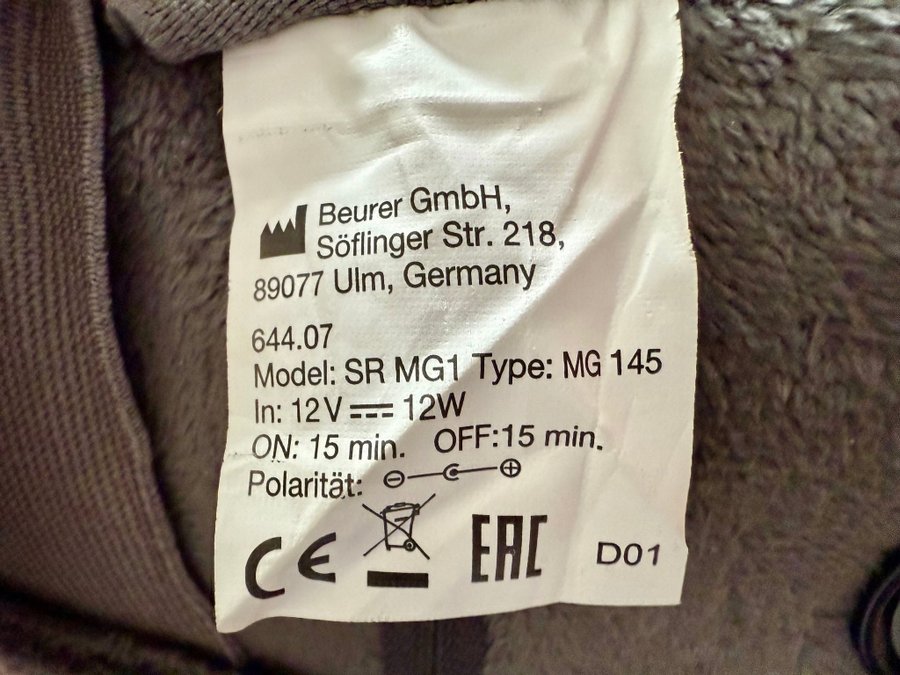 Beurer GmbH,
Söflinger Str. 218,
89077 Ulm, Germany
644.07
Model: SR MG1 Type: MG 145
In: 12V 12W
ON: 15 min. OFF:15 min.
Polarität:
CE EAC D01